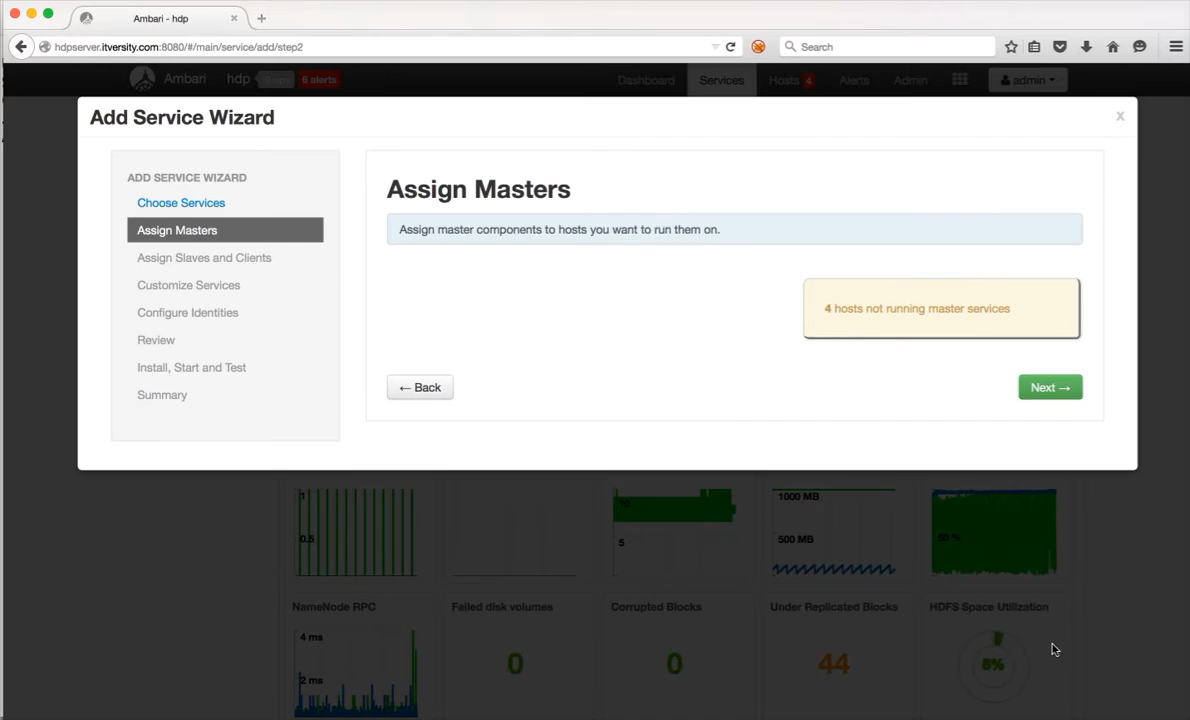 Ambari - hdp
hdpserver.itversity.com:8080/#/main/service/add/step2
Search
Ambari hdp 6 alerts Dashboard Services Hosts 4 Alerts Admin admin
Add Service Wizard
x
ADD SERVICE WIZARD
Choose Services
Assign Masters
Assign Slaves and Clients
Customize Services
Configure Identities
Review
Install, Start and Test
Summary
Assign Masters
Assign master components to hosts you want to run them on.
4 hosts not running master services
← Back
Next →
1
0.5
10
5
1000 MB
500 MB
50 %
NameNode RPC
Failed disk volumes
Corrupted Blocks
Under Replicated Blocks
HDFS Space Utilization
4 ms
2 ms
0
0
44
8%